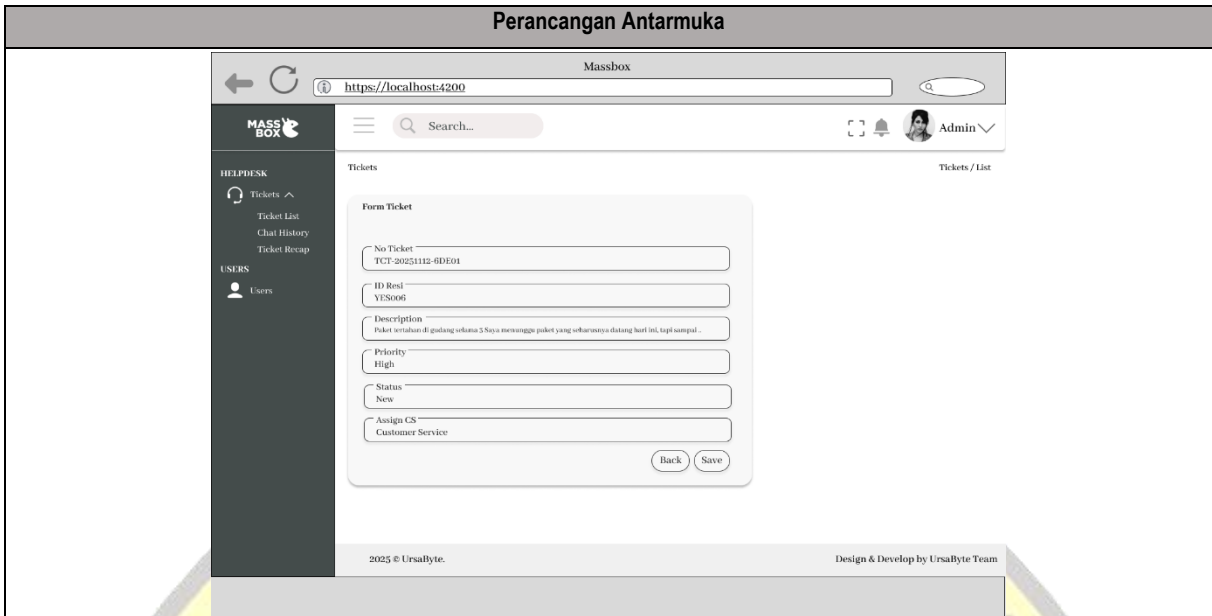 Perancangan Antarmuka
Massbox
https://localhost:4200
MASS BOX
Search...
Admin
HELPDESK
Tickets
Ticket List
Chat History
Ticket Recap
USERS
Users
Tickets
Tickets / List
Form Ticket
No Ticket
TCT-20251112-6DE01
ID Resi
YES006
Description
Paket tertahan di gudang selama 3 Saya menunggu paket yang seharusnya datang hari ini, tapi sampai ..
Priority
High
Status
New
Assign CS
Customer Service
Back
Save
2025 © UrsaByte.
Design & Develop by UrsaByte Team